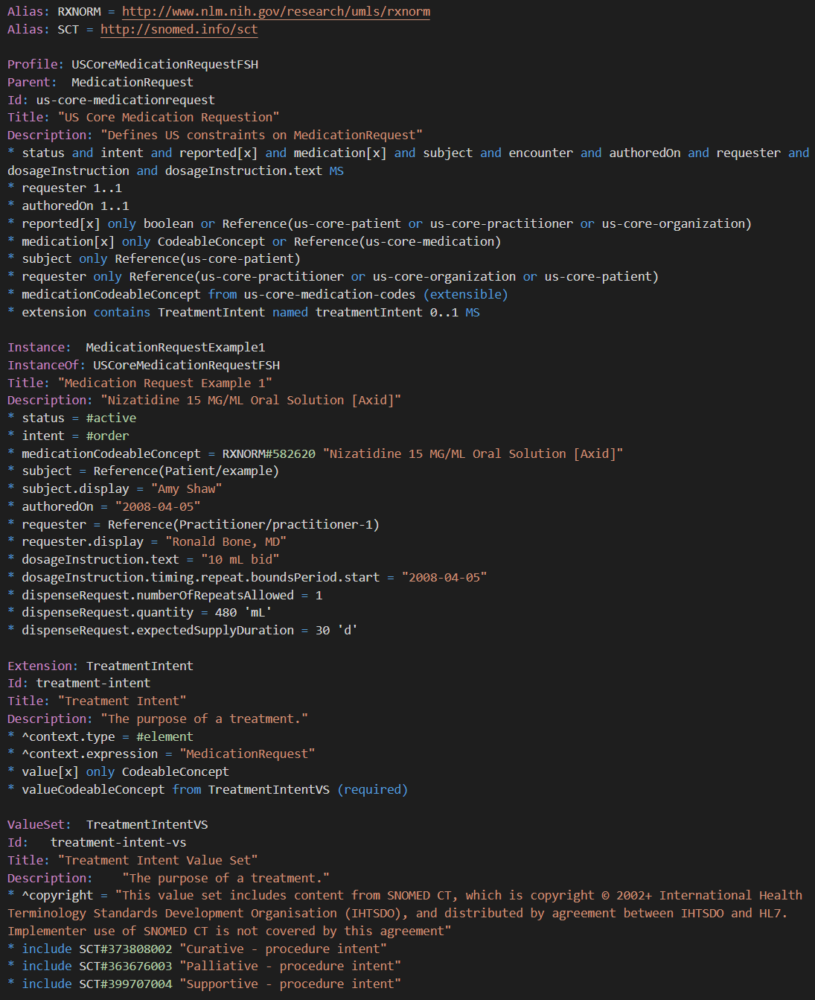 Alias: RXNORM = http://www.nlm.nih.gov/research/umls/rxnorm
Alias: SCT = http://snomed.info/sct

Profile: USCoreMedicationRequestFSH
Parent:  MedicationRequest
Id: us-core-medicationrequest
Title: "US Core Medication Requestion"
Description: "Defines US constraints on MedicationRequest"
* status and intent and reported[x] and medication[x] and subject and encounter and authoredOn and requester and
dosageInstruction and dosageInstruction.text MS
* requester 1..1
* authoredOn 1..1
* reported[x] only boolean or Reference(us-core-patient or us-core-practitioner or us-core-organization)
* medication[x] only CodeableConcept or Reference(us-core-medication)
* subject only Reference(us-core-patient)
* requester only Reference(us-core-practitioner or us-core-organization or us-core-patient)
* medicationCodeableConcept from us-core-medication-codes (extensible)
* extension contains TreatmentIntent named treatmentIntent 0..1 MS

Instance:  MedicationRequestExample1
InstanceOf: USCoreMedicationRequestFSH
Title: "Medication Request Example 1"
Description: "Nizatidine 15 MG/ML Oral Solution [Axid]"
* status = #active
* intent = #order
* medicationCodeableConcept = RXNORM#582620 "Nizatidine 15 MG/ML Oral Solution [Axid]"
* subject = Reference(Patient/example)
* subject.display = "Amy Shaw"
* authoredOn = "2008-04-05"
* requester = Reference(Practitioner/practitioner-1)
* requester.display = "Ronald Bone, MD"
* dosageInstruction.text = "10 mL bid"
* dosageInstruction.timing.repeat.boundsPeriod.start = "2008-04-05"
* dispenseRequest.numberOfRepeatsAllowed = 1
* dispenseRequest.quantity = 480 'mL'
* dispenseRequest.expectedSupplyDuration = 30 'd'

Extension: TreatmentIntent
Id: treatment-intent
Title: "Treatment Intent"
Description: "The purpose of a treatment."
* ^context.type = #element
* ^context.expression = "MedicationRequest"
* value[x] only CodeableConcept
* valueCodeableConcept from TreatmentIntentVS (required)

ValueSet:  TreatmentIntentVS
Id:   treatment-intent-vs
Title: "Treatment Intent Value Set"
Description:    "The purpose of a treatment."
* ^copyright = "This value set includes content from SNOMED CT, which is copyright © 2002+ International Health
Terminology Standards Development Organisation (IHTSDO), and distributed by agreement between IHTSDO and HL7.
Implementer use of SNOMED CT is not covered by this agreement"
* include SCT#373808002 "Curative - procedure intent"
* include SCT#363676003 "Palliative - procedure intent"
* include SCT#399707004 "Supportive - procedure intent"